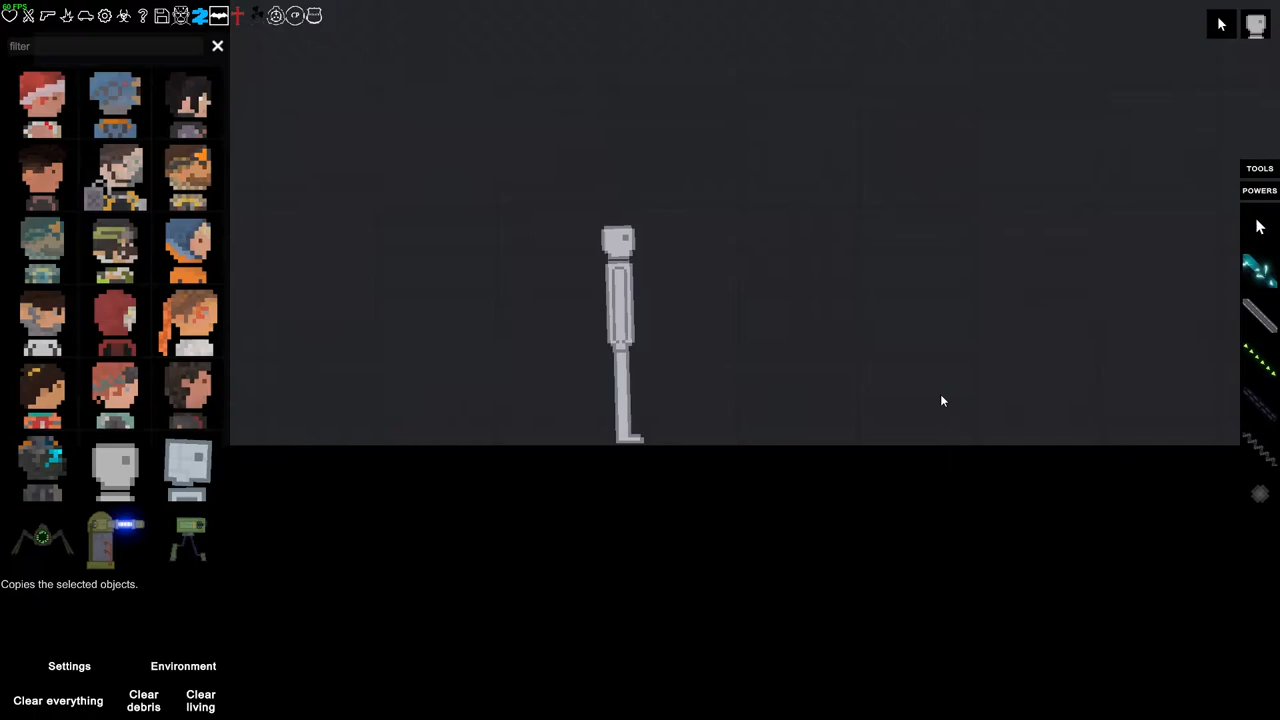 60 FPS
filter
TOOLS
POWERS
Copies the selected objects.
Settings
Environment
Clear everything
Clear
debris
Clear
living